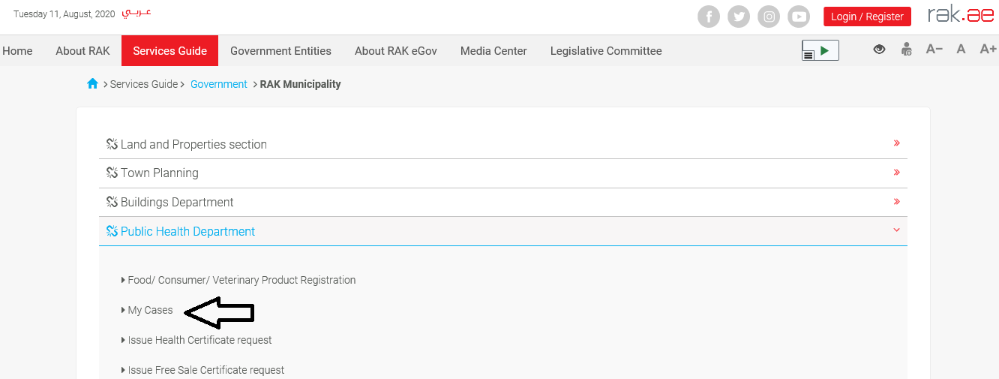 Tuesday 11, August, 2020 عــربـي Login / Register rak.ae
Home About RAK Services Guide Government Entities About RAK eGov Media Center Legislative Committee A− A A+
Services Guide Government RAK Municipality
Land and Properties section
Town Planning
Buildings Department
Public Health Department
Food/ Consumer/ Veterinary Product Registration
My Cases
Issue Health Certificate request
Issue Free Sale Certificate request